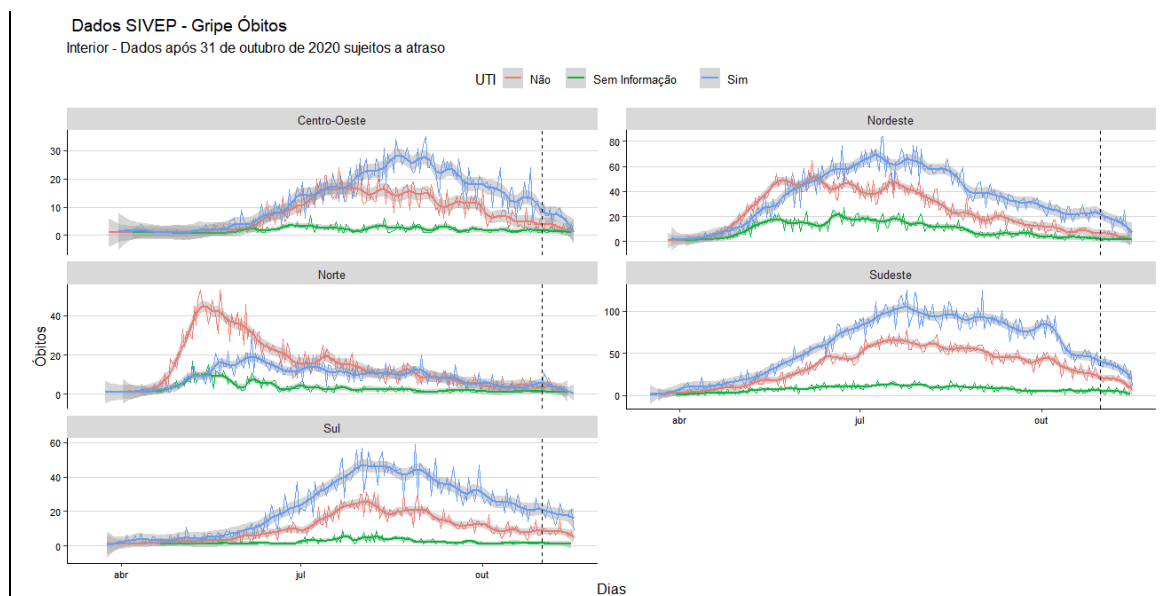 Dados SIVEP - Gripe Óbitos
Interior - Dados após 31 de outubro de 2020 sujeitos a atraso
UTI Não Sem Informação Sim
Centro-Oeste
30
20
10
0
Nordeste
80
60
40
20
0
Norte
40
20
0
Sudeste
100
50
0
abr jul out
Sul
60
40
20
0
abr jul out
Óbitos
Dias